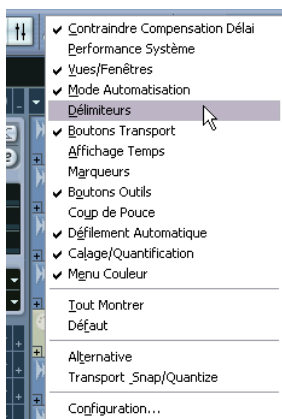 Contraindre Compensation Délai
Performance Système
Vues/Fenêtres
Mode Automatisation
Délimiteurs
Boutons Transport
Affichage Temps
Marqueurs
Boutons Outils
Coup de Pouce
Défilement Automatique
Calage/Quantification
Menu Couleur
Tout Montrer
Défaut
Alternative
Transport _Snap/Quantize
Configuration...